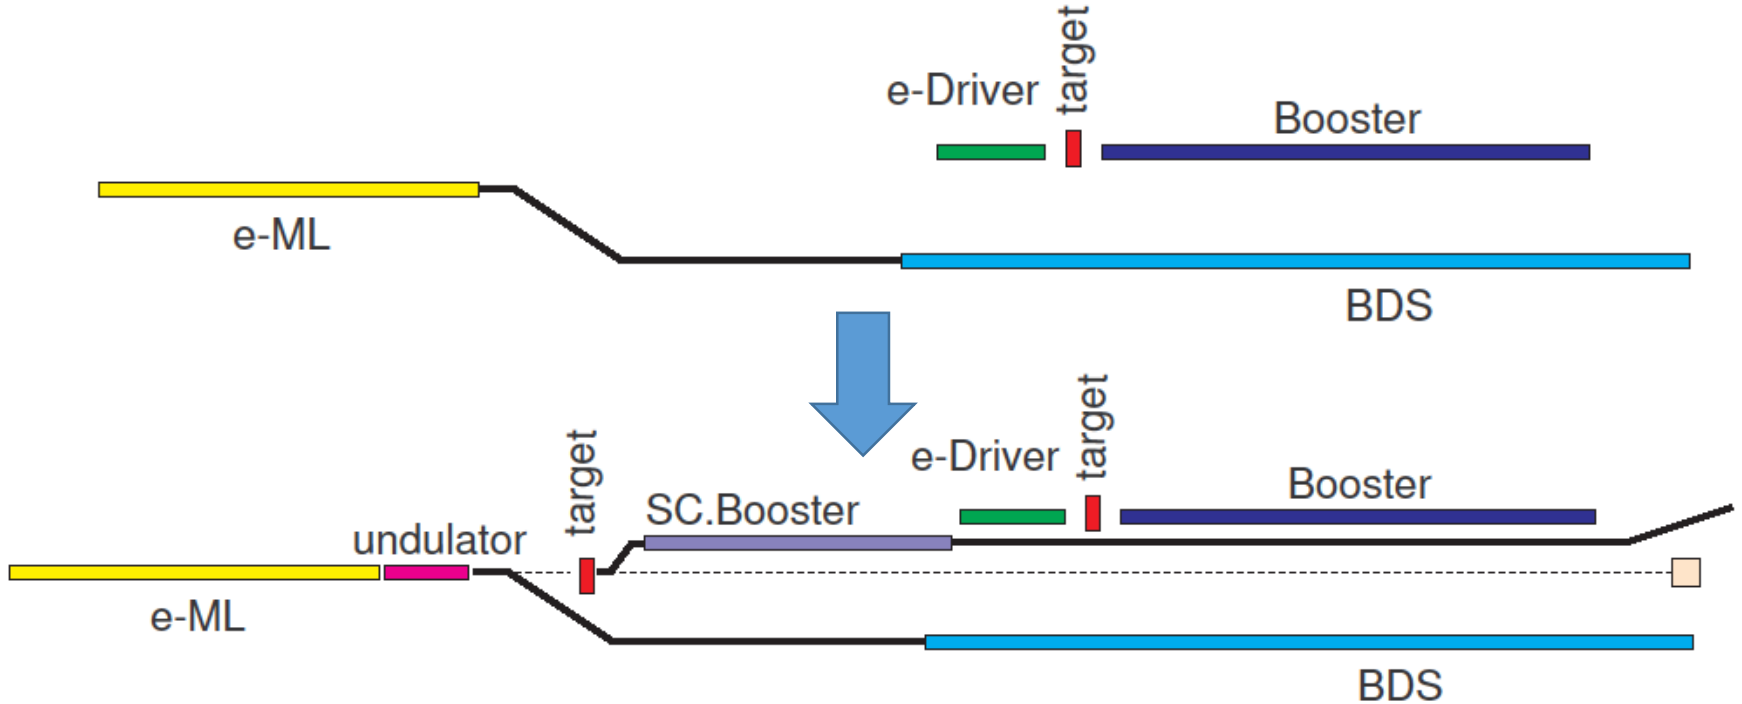 target
e-Driver
Booster
e-ML
BDS
target
e-Driver
target
Booster
SC.Booster
undulator
e-ML
BDS